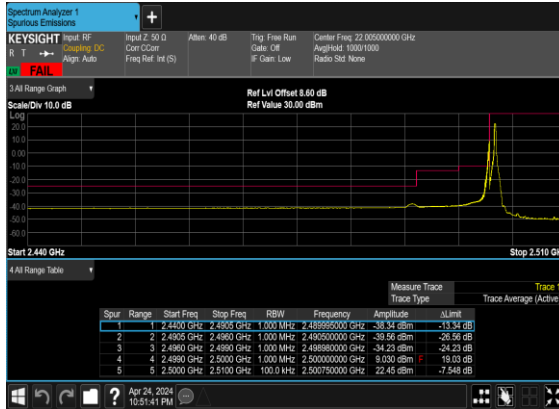 Spectrum Analyzer 1
Spurious Emissions
+
KEYSIGHT Input: RF Input Z: 50 Ω Atten: 40 dB Trig: Free Run Center Freq: 22.005000000 GHz
R T Coupling: DC Corr CCorr Gate: Off Avg|Hold: 1000/1000
Align: Auto Freq Ref: Int (S) IF Gain: Low Radio Std: None
FAIL
3 All Range Graph Ref Lvl Offset 8.60 dB
Scale/Div 10.0 dB Ref Value 30.00 dBm
Log
20.0
10.0
0.00
-10.0
-20.0
-30.0
-40.0
-50.0
-60.0
Start 2.440 GHz Stop 2.510 GH
4 All Range Table
Measure Trace Trace 1
Trace Type Trace Average (Active
Spur Range Start Freq Stop Freq RBW Frequency Amplitude ΔLimit
1 1 2.4400 GHz 2.4905 GHz 1.000 MHz 2.489995000 GHz -38.34 dBm -13.34 dB
2 2 2.4905 GHz 2.4960 GHz 1.000 MHz 2.490500000 GHz -39.56 dBm -26.56 dB
3 3 2.4960 GHz 2.4990 GHz 1.000 MHz 2.498980000 GHz -34.23 dBm -24.23 dB
4 4 2.4990 GHz 2.5000 GHz 1.000 MHz 2.500000000 GHz 9.030 dBm F 19.03 dB
5 5 2.5000 GHz 2.5100 GHz 100.0 kHz 2.500750000 GHz 22.45 dBm -7.548 dB
? Apr 24, 2024
10:51:41 PM